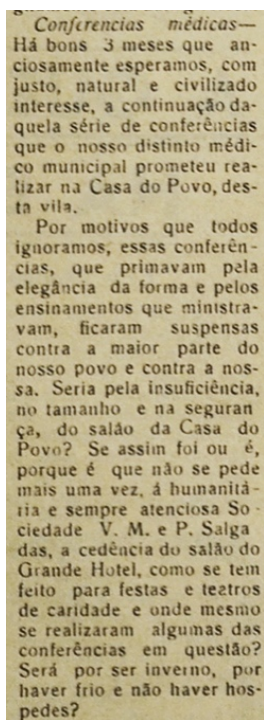 Conferencias médicas—
Há bons 3 meses que an-
ciosamente esperamos, com
justo, natural e civilizado
interesse, a continuação da-
quela série de conferências
que o nosso distinto médi-
co municipal prometeu rea-
lizar na Casa do Povo, des-
ta vila.
Por motivos que todos
ignoramos, essas conferên-
cias, que primavam pela
elegância da forma e pelos
ensinamentos que ministra-
vam, ficaram suspensas
contra a maior parte do
nosso povo e contra a nos-
sa. Seria pela insuficiência,
no tamanho e na seguran
ça, do salão da Casa do
Povo? Se assim foi ou é,
porque é que não se pede
mais uma vez, á humanitá-
ria e sempre atenciosa So-
ciedade V. M. e P. Salga
das, a cedência do salão do
Grande Hotel, como se tem
feito para festas e teatros
de caridade e onde mesmo
se realizaram algumas das
conferências em questão?
Será por ser inverno, por
haver frio e não haver hos-
pedes?